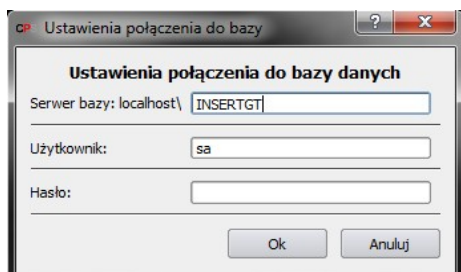 CP Ustawienia połączenia do bazy
Ustawienia połączenia do bazy danych
Serwer bazy: localhost\ INSERTGT
Użytkownik: sa
Hasło:
Ok Anuluj